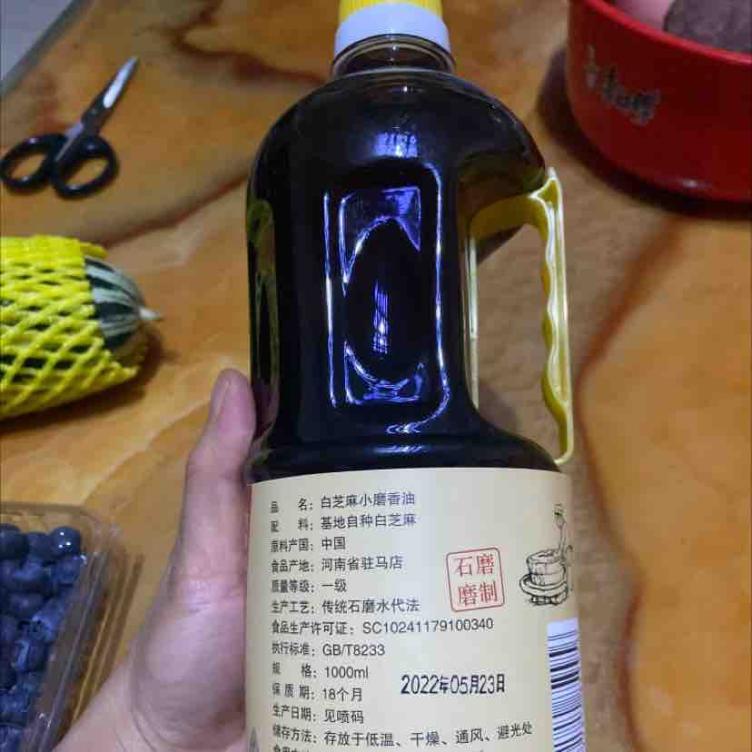 品 名：白芝麻小磨香油
配 料：基地自种白芝麻
原料产国：中国
食品产地：河南省驻马店
质量等级：一级
生产工艺：传统石磨水代法
食品生产许可证：SC10241179100340
执行标准：GB/T8233
规 格：1000ml
保 质 期：18个月
2022年05月23日
生产日期：见喷码
储存方法：存放于低温、干燥、通风、避光处
石磨
磨制